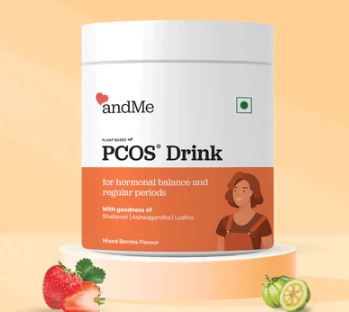 andMe
PLANT BASED
PCOS® Drink
for hormonal balance and
regular periods
With goodness of
Shatavari | Ashwagandha | Lodhra
Mixed Berries Flavour